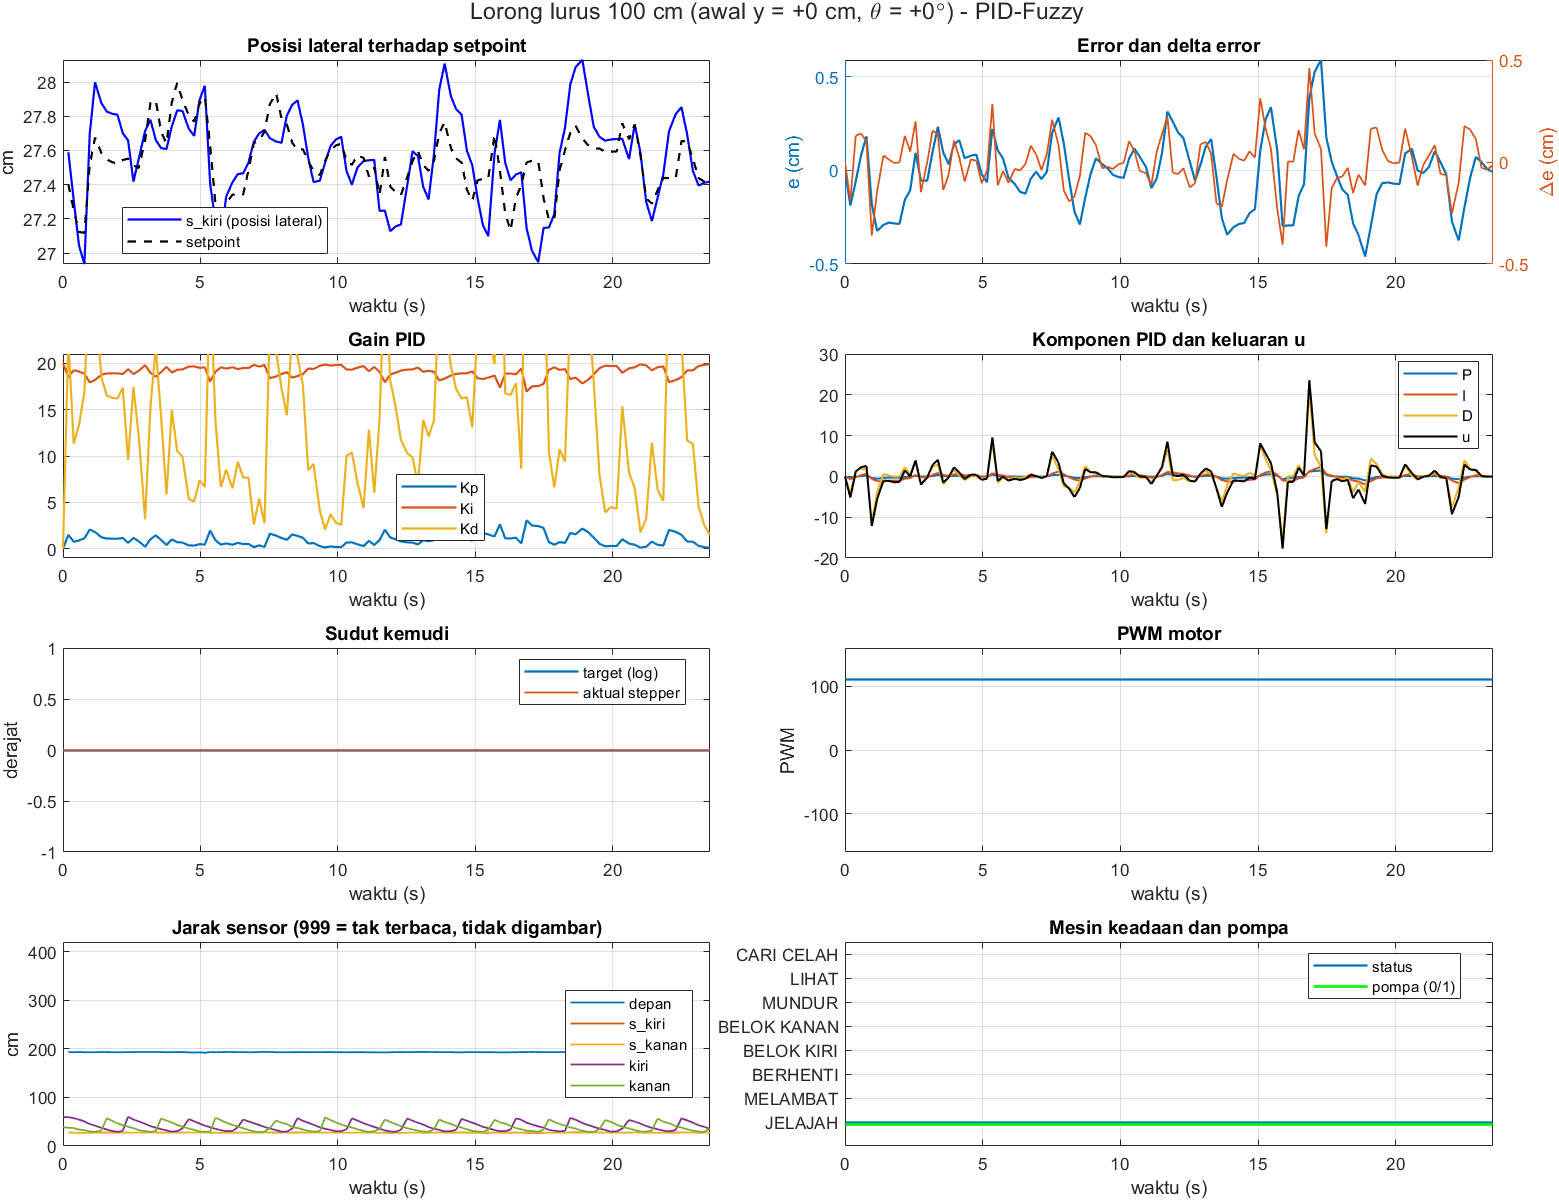 Lorong lurus 100 cm (awal y = +0 cm, θ = +0°) - PID-Fuzzy
Posisi lateral terhadap setpoint
28
27.8
27.6
27.4
27.2
27
cm
s_kiri (posisi lateral)
setpoint
0 5 10 15 20
waktu (s)
Error dan delta error
0.5
0
-0.5
e (cm)
0.5
0
-0.5
Δe (cm)
0 5 10 15 20
waktu (s)
Gain PID
20
15
10
5
0
Kp
Ki
Kd
0 5 10 15 20
waktu (s)
Komponen PID dan keluaran u
30
20
10
0
-10
-20
P
I
D
u
0 5 10 15 20
waktu (s)
Sudut kemudi
1
0.5
0
-0.5
-1
derajat
target (log)
aktual stepper
0 5 10 15 20
waktu (s)
PWM motor
100
0
-100
PWM
0 5 10 15 20
waktu (s)
Jarak sensor (999 = tak terbaca, tidak digambar)
400
300
200
100
0
cm
depan
s_kiri
s_kanan
kiri
kanan
0 5 10 15 20
waktu (s)
Mesin keadaan dan pompa
CARI CELAH
LIHAT
MUNDUR
BELOK KANAN
BELOK KIRI
BERHENTI
MELAMBAT
JELAJAH
status
pompa (0/1)
0 5 10 15 20
waktu (s)